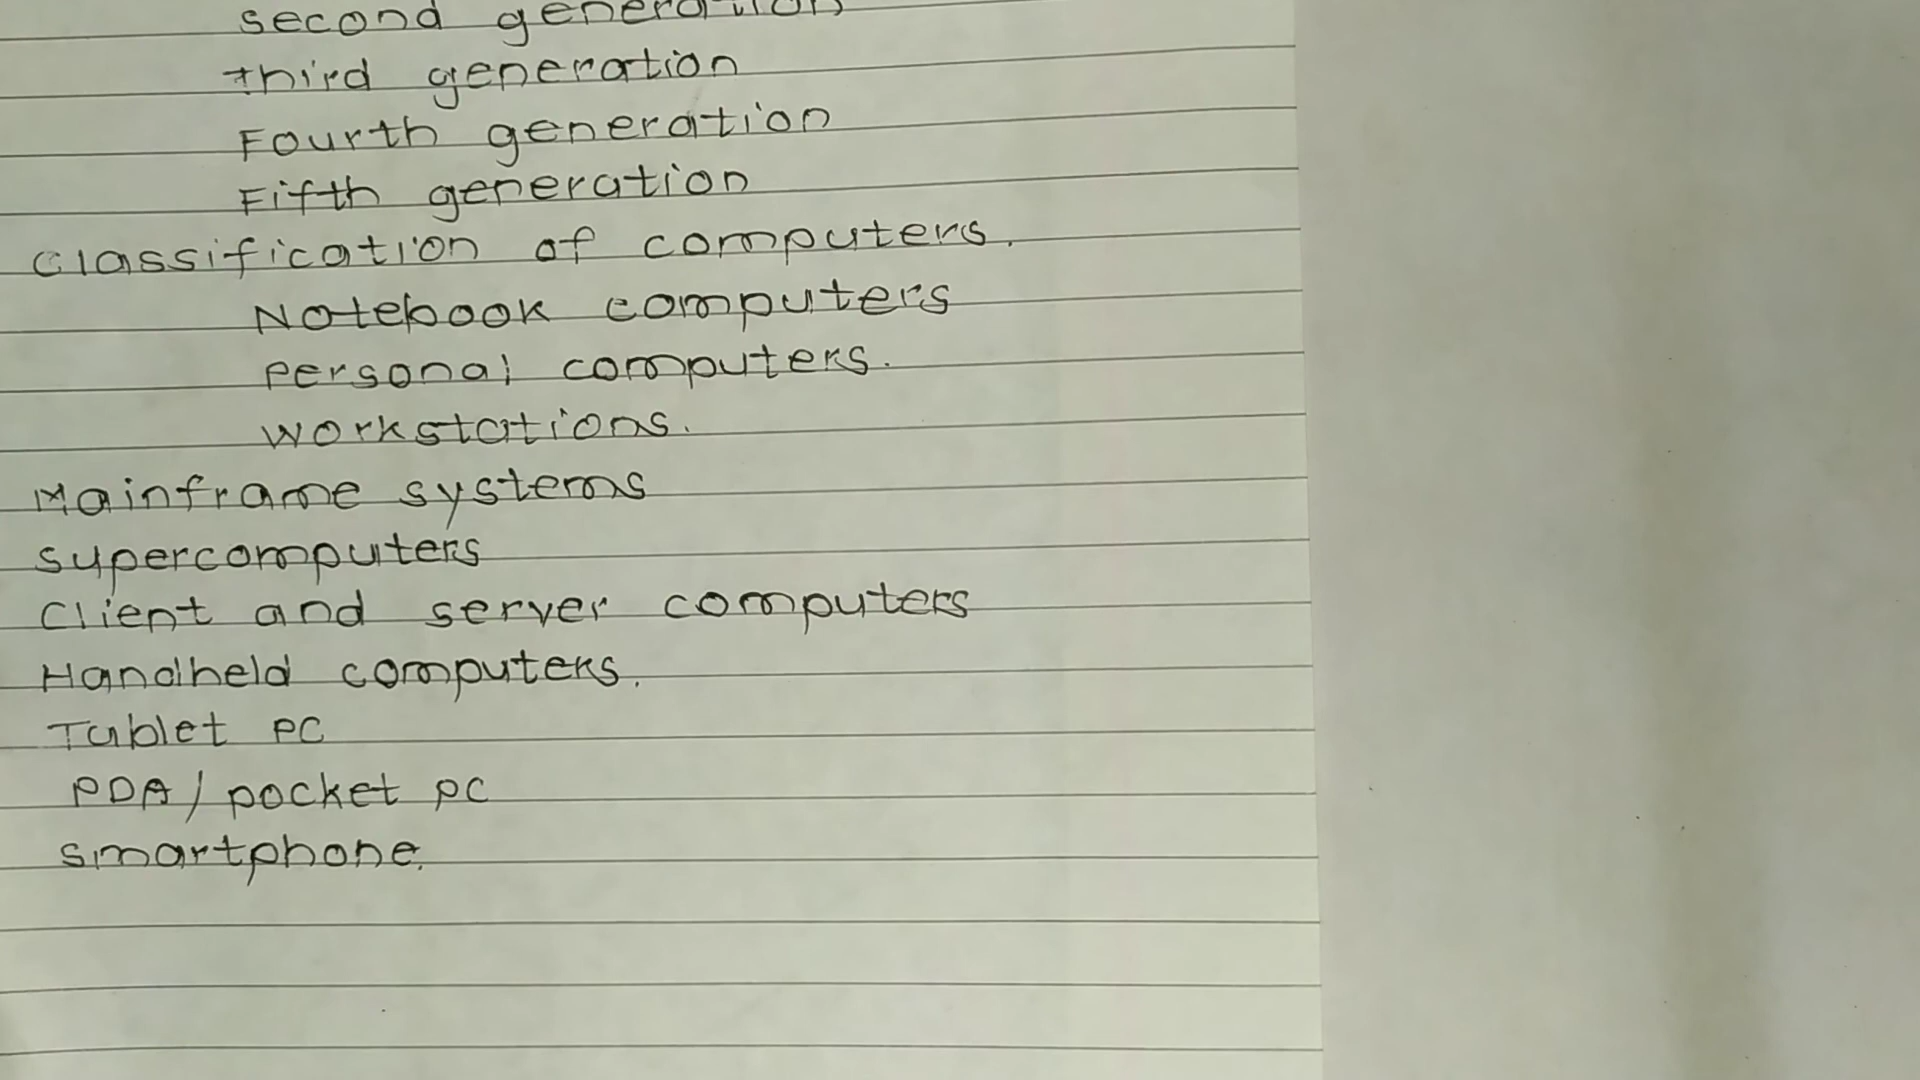 second generation
third generation
Fourth generation
Fifth generation
classification of computers.
Notebook computers
personal computers.
workstations.
Mainframe systems
supercomputers
Client and server computers
Handheld computers.
Tablet PC
PDA/pocket PC
smartphone.